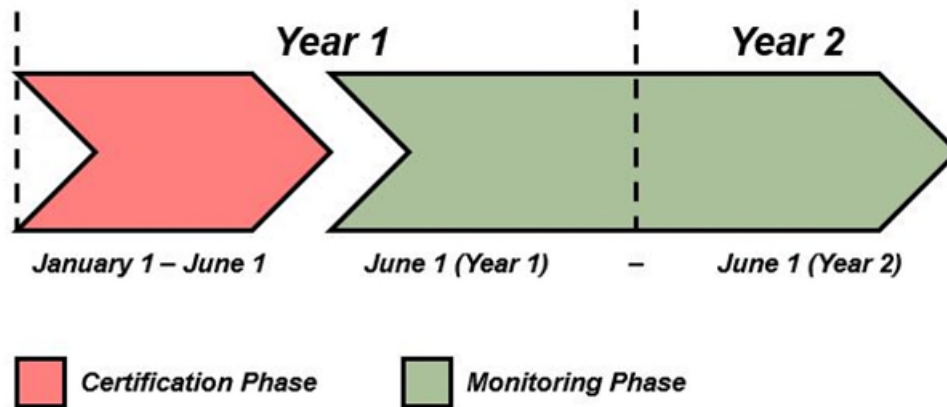 Year 1
Year 2
January 1 – June 1
June 1 (Year 1) – June 1 (Year 2)
Certification Phase
Monitoring Phase